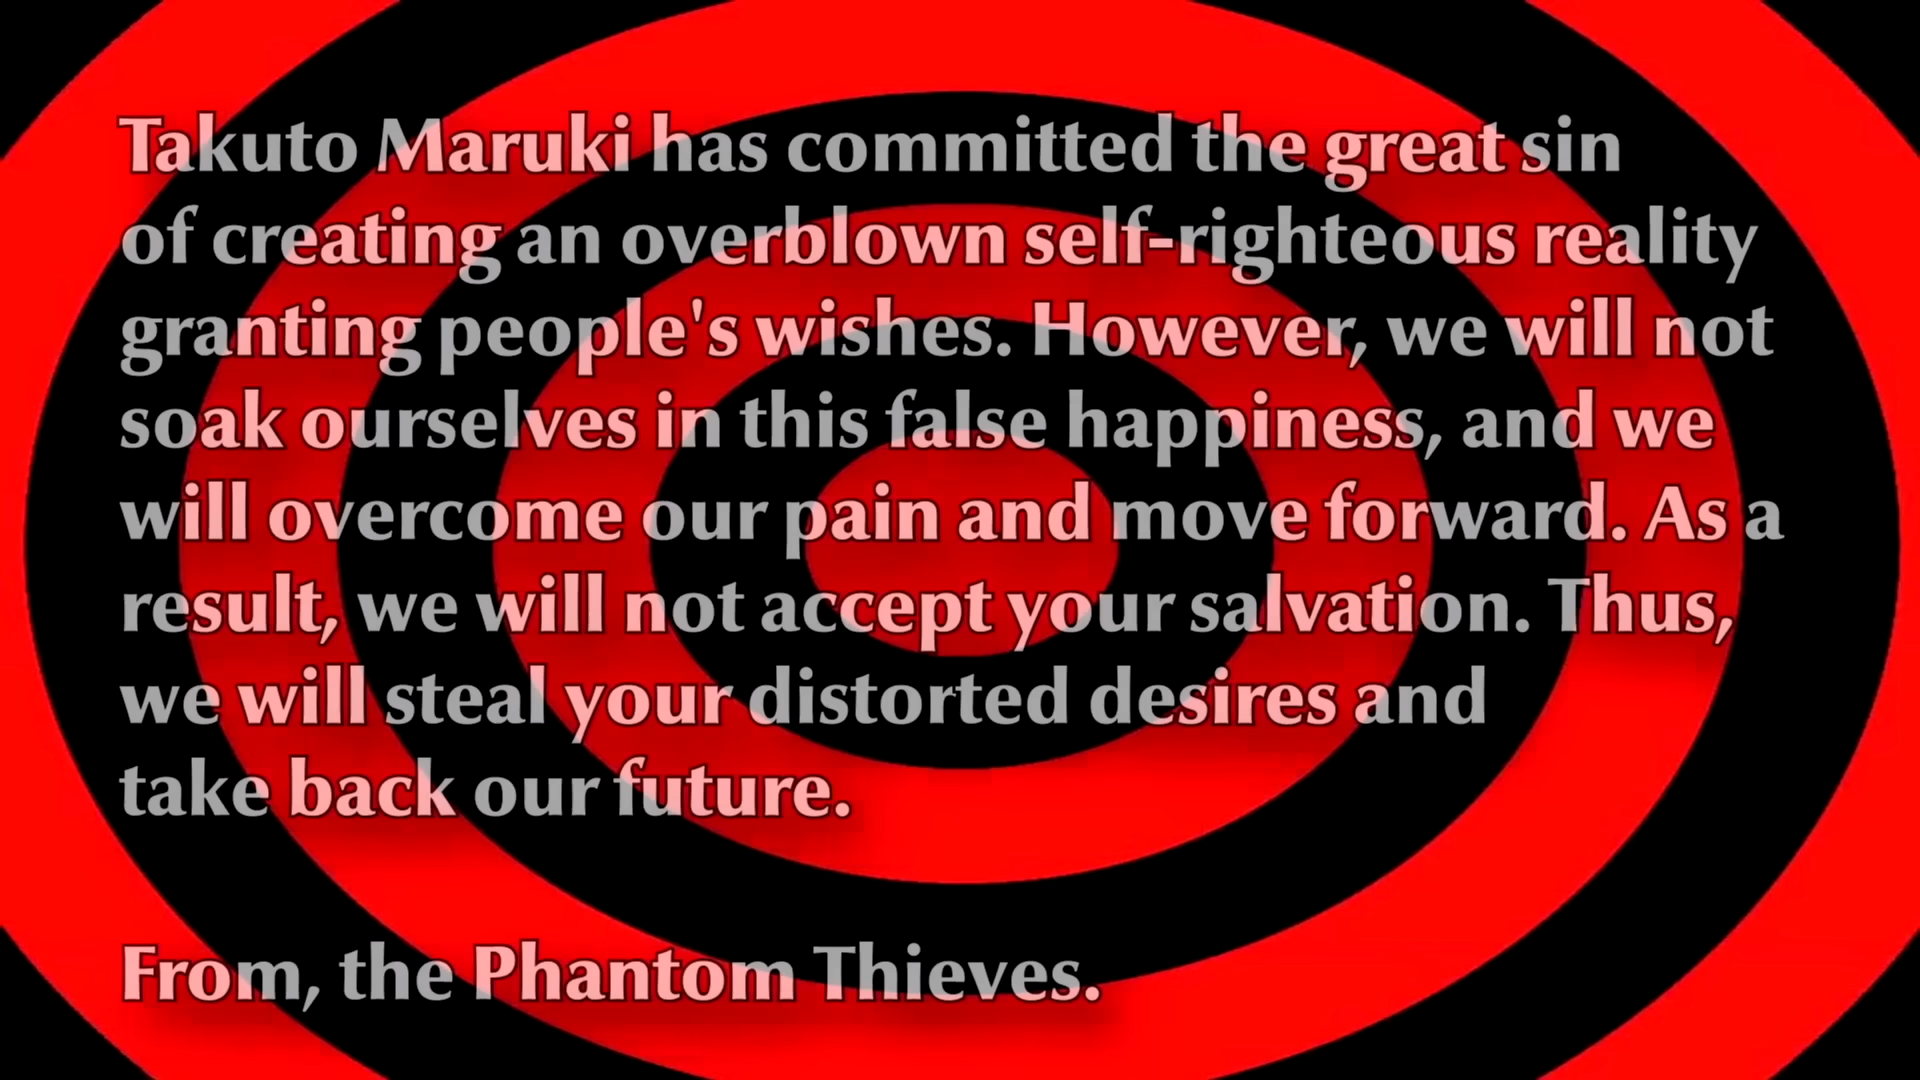 Takuto Maruki has committed the great sin
of creating an overblown self-righteous reality
granting people's wishes. However, we will not
soak ourselves in this false happiness, and we
will overcome our pain and move forward. As a
result, we will not accept your salvation. Thus,
we will steal your distorted desires and
take back our future.
From, the Phantom Thieves.